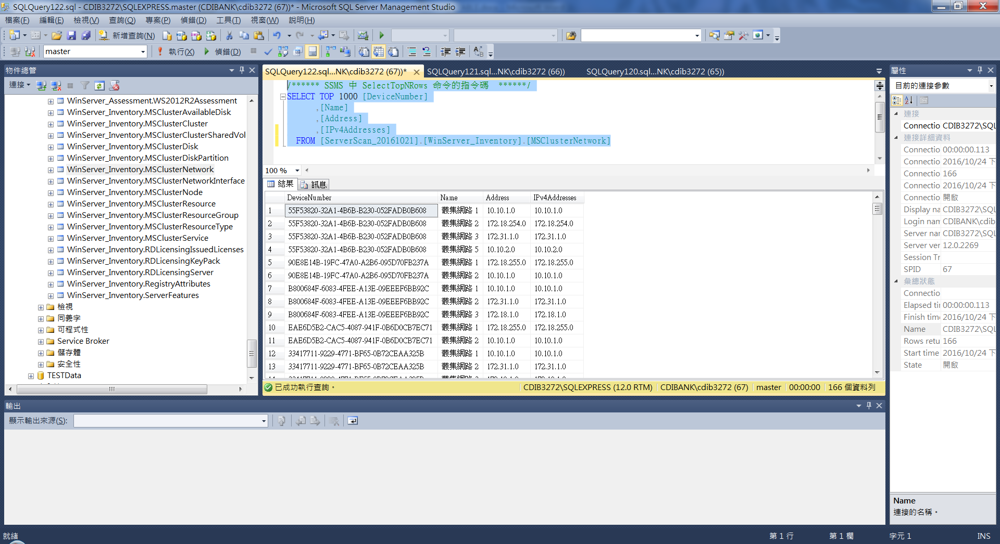 SQLQuery122.sql - CDIB3272\SQLEXPRESS.master (CDIBANK\cdib3272 (67))* - Microsoft SQL Server Management Studio
檔案(F) 編輯(E) 檢視(V) 查詢(Q) 專案(P) 偵錯(D) 工具(T) 視窗(W) 說明(H)
新增查詢(N)
master 執行(X) 偵錯(D)
物件總管
連接
WinServer_Assessment.WS2012R2Assessment
WinServer_Inventory.MSClusterAvailableDisk
WinServer_Inventory.MSClusterCluster
WinServer_Inventory.MSClusterClusterSharedVol
WinServer_Inventory.MSClusterDisk
WinServer_Inventory.MSClusterDiskPartition
WinServer_Inventory.MSClusterNetwork
WinServer_Inventory.MSClusterNetworkInterface
WinServer_Inventory.MSClusterNode
WinServer_Inventory.MSClusterResource
WinServer_Inventory.MSClusterResourceGroup
WinServer_Inventory.MSClusterResourceType
WinServer_Inventory.MSClusterService
WinServer_Inventory.RDLicensingIssuedLicenses
WinServer_Inventory.RDLicensingKeyPack
WinServer_Inventory.RDLicensingServer
WinServer_Inventory.RegistryAttributes
WinServer_Inventory.ServerFeatures
檢視
同義字
可程式性
Service Broker
儲存體
安全性
TESTData
SQLQuery122.sql...NK\cdib3272 (67))* SQLQuery121.sql...NK\cdib3272 (66)) SQLQuery120.sql...NK\cdib3272 (65))
/****** SSMS 中 SelectTopNRows 命令的指令碼 ******/
SELECT TOP 1000 [DeviceNumber]
,[Name]
,[Address]
,[IPv4Addresses]
FROM [ServerScan_20161021].[WinServer_Inventory].[MSClusterNetwork]
100 %
結果 訊息
DeviceNumber Name Address IPv4Addresses
1 55F53820-32A1-4B6B-B230-052FADB0B608 叢集網路 1 10.10.1.0 10.10.1.0
2 55F53820-32A1-4B6B-B230-052FADB0B608 叢集網路 2 172.18.254.0 172.18.254.0
3 55F53820-32A1-4B6B-B230-052FADB0B608 叢集網路 3 172.31.1.0 172.31.1.0
4 55F53820-32A1-4B6B-B230-052FADB0B608 叢集網路 5 10.10.2.0 10.10.2.0
5 90E8E14B-19FC-47A0-A2B6-095D70FB237A 叢集網路 1 172.18.255.0 172.18.255.0
6 90E8E14B-19FC-47A0-A2B6-095D70FB237A 叢集網路 2 10.10.1.0 10.10.1.0
7 B800684F-6083-4FEE-A13E-09EEEF6BB92C 叢集網路 1 10.10.1.0 10.10.1.0
8 B800684F-6083-4FEE-A13E-09EEEF6BB92C 叢集網路 2 172.31.1.0 172.31.1.0
9 B800684F-6083-4FEE-A13E-09EEEF6BB92C 叢集網路 3 172.18.1.0 172.18.1.0
10 EAE6D5B2-CAC5-4087-941F-0B6D0CB7EC71 叢集網路 1 172.18.255.0 172.18.255.0
11 EAE6D5B2-CAC5-4087-941F-0B6D0CB7EC71 叢集網路 2 10.10.1.0 10.10.1.0
12 33417711-9229-4771-BF65-0B72CEAA325B 叢集網路 1 10.10.1.0 10.10.1.0
13 33417711-9229-4771-BF65-0B72CEAA325B 叢集網路 2 172.31.1.0 172.31.1.0
已成功執行查詢。 CDIB3272\SQLEXPRESS (12.0 RTM) CDIBANK\cdib3272 (67) master 00:00:00 166 個資料列
屬性
目前的連接參數
連接
Connectio CDIB3272\SQL
連接詳細資料
Connectio 00:00:00.113
Connectio 2016/10/24 下
Connectio 166
Connectio 2016/10/24 下
Connectio 開啟
Display na CDIB3272\SQL
Login nam CDIBANK\cdib
Server nar CDIB3272\SQL
Server ver 12.0.2269
Session Tr
SPID 67
彙總狀態
Connectio
Elapsed ti 00:00:00.113
Finish time 2016/10/24 下
Name CDIB3272\SQL
Rows retu 166
Start time 2016/10/24 下
State 開啟
Name
連接的名稱。
輸出
顯示輸出來源(S):
就緒 第 1 行 第 1 欄 字元 1 INS